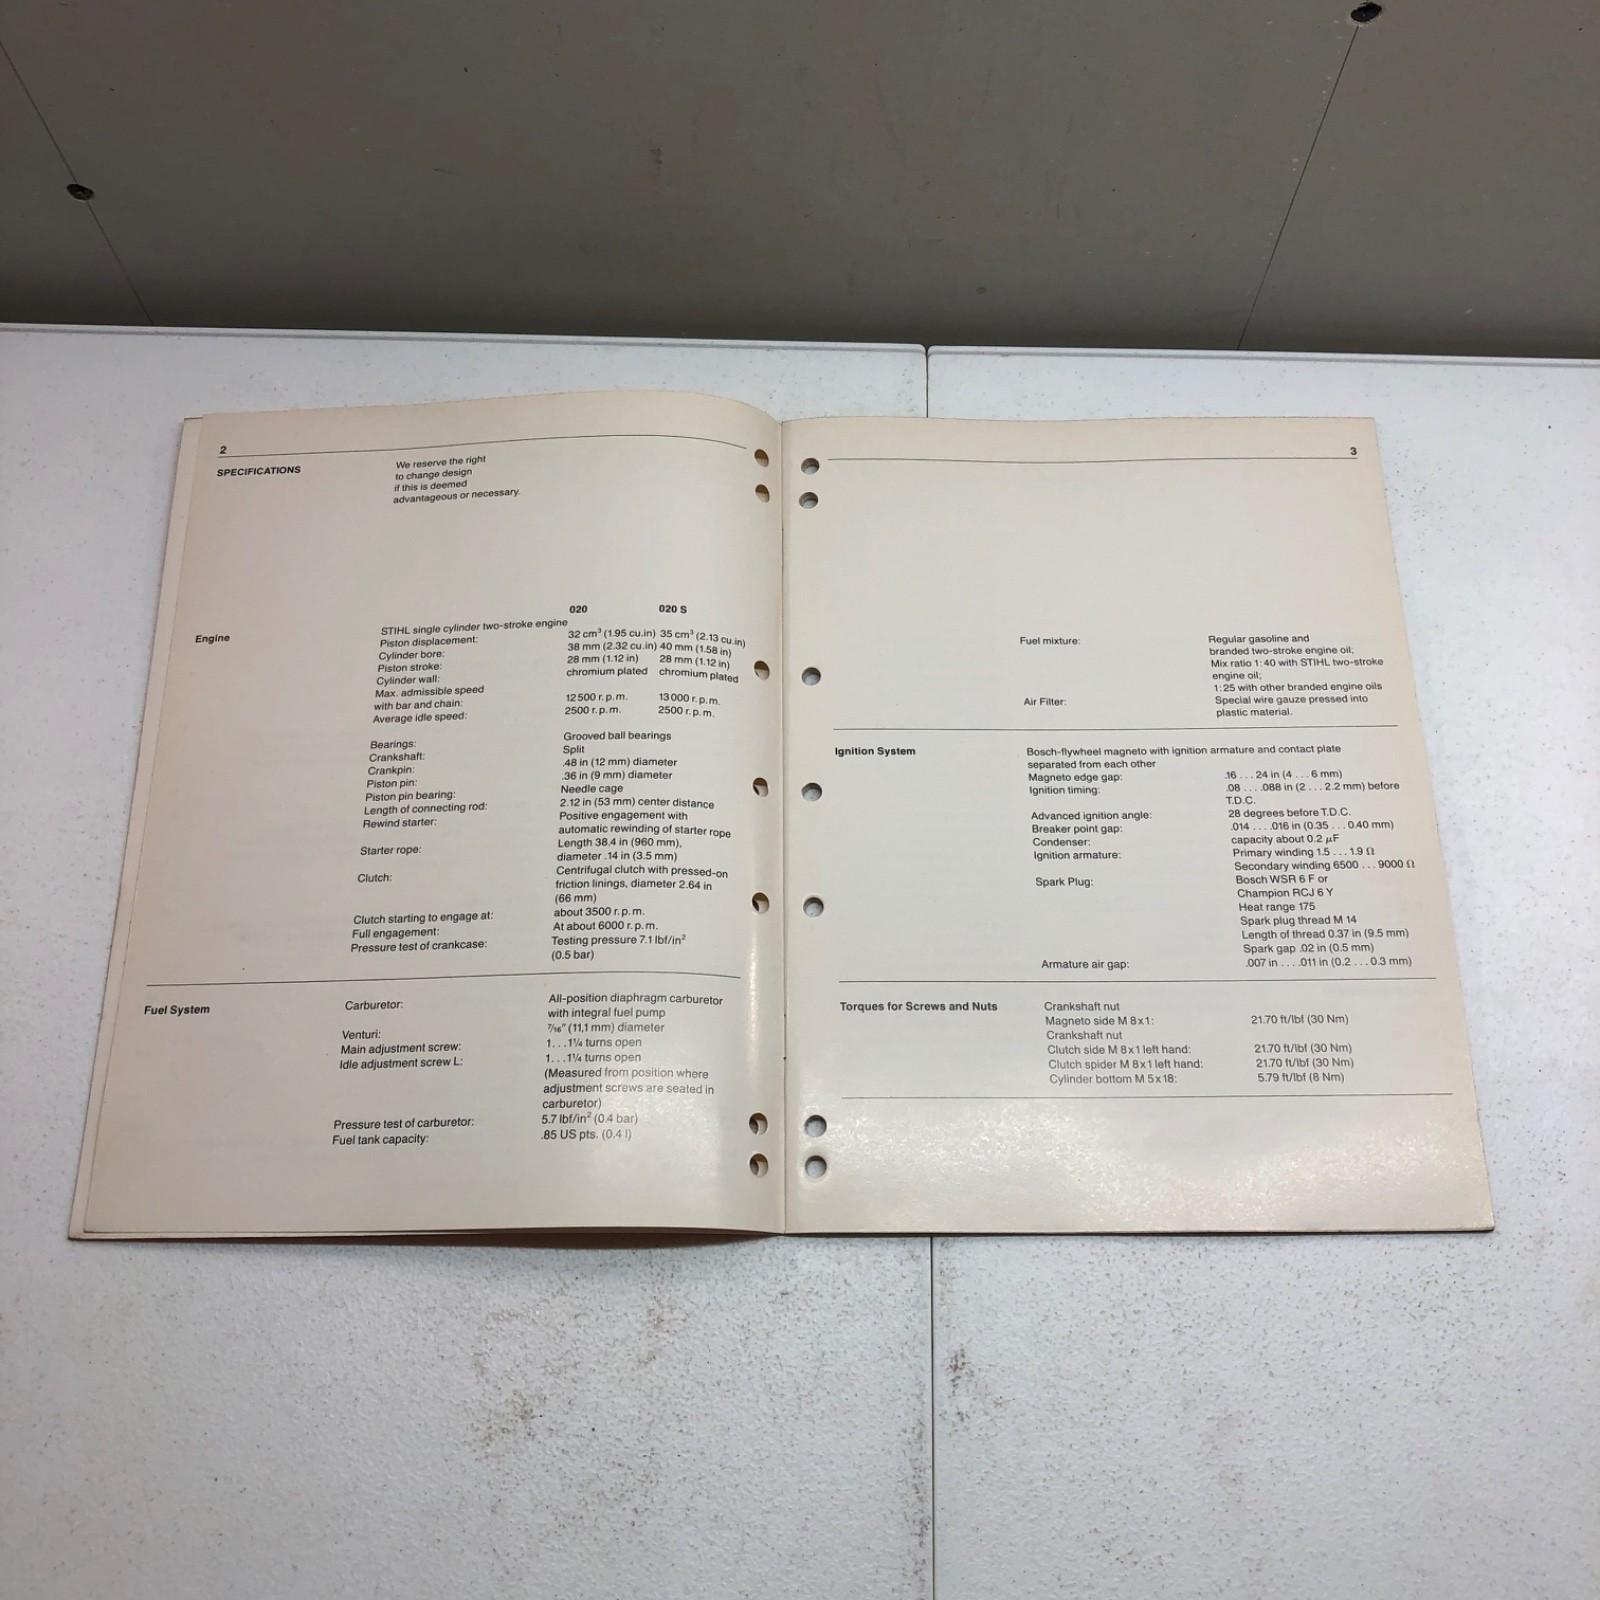 2
SPECIFICATIONS
We reserve the right
to change design
if this is deemed
advantageous or necessary.
020 020 S
Engine
STIHL single cylinder two-stroke engine
Piston displacement: 32 cm³ (1.95 cu.in) 35 cm³ (2.13 cu.in)
Cylinder bore: 38 mm (2.32 cu.in) 40 mm (1.58 in)
Piston stroke: 28 mm (1.12 in) 28 mm (1.12 in)
Cylinder wall: chromium plated chromium plated
Max. admissible speed
with bar and chain: 12500 r.p.m. 13000 r.p.m.
Average idle speed: 2500 r.p.m. 2500 r.p.m.
Bearings: Grooved ball bearings
Crankshaft: Split
Crankpin: .48 in (12 mm) diameter
Piston pin: .36 in (9 mm) diameter
Piston pin bearing: Needle cage
Length of connecting rod: 2.12 in (53 mm) center distance
Rewind starter: Positive engagement with
automatic rewinding of starter rope
Starter rope: Length 38.4 in (960 mm),
diameter .14 in (3.5 mm)
Clutch: Centrifugal clutch with pressed-on
friction linings, diameter 2.64 in
(66 mm)
Clutch starting to engage at: about 3500 r.p.m.
Full engagement: At about 6000 r.p.m.
Pressure test of crankcase: Testing pressure 7.1 lbf/in²
(0.5 bar)
Fuel System
Carburetor: All-position diaphragm carburetor
with integral fuel pump
Venturi: 7/16" (11,1 mm) diameter
Main adjustment screw: 1...1¼ turns open
Idle adjustment screw L: 1...1¼ turns open
(Measured from position where
adjustment screws are seated in
carburetor)
Pressure test of carburetor: 5.7 lbf/in² (0.4 bar)
Fuel tank capacity: .85 US pts. (0.4 l)
3
Fuel mixture: Regular gasoline and
branded two-stroke engine oil;
Mix ratio 1:40 with STIHL two-stroke
engine oil;
1:25 with other branded engine oils
Air Filter: Special wire gauze pressed into
plastic material.
Ignition System
Bosch-flywheel magneto with ignition armature and contact plate
separated from each other
Magneto edge gap: .16 ... .24 in (4 ... 6 mm)
Ignition timing: .08 ... .088 in (2 ... 2.2 mm) before
T.D.C.
Advanced ignition angle: 28 degrees before T.D.C.
Breaker point gap: .014 ... .016 in (0.35 ... 0.40 mm)
Condenser: capacity about 0.2 µF
Ignition armature: Primary winding 1.5 ... 1.9 Ω
Secondary winding 6500 ... 9000 Ω
Spark Plug: Bosch WSR 6 F or
Champion RCJ 6 Y
Heat range 175
Spark plug thread M 14
Length of thread 0.37 in (9.5 mm)
Spark gap .02 in (0.5 mm)
Armature air gap: .007 in ... .011 in (0.2 ... 0.3 mm)
Torques for Screws and Nuts
Crankshaft nut
Magneto side M 8x1: 21.70 ft/lbf (30 Nm)
Crankshaft nut
Clutch side M 8x1 left hand: 21.70 ft/lbf (30 Nm)
Clutch spider M 8x1 left hand: 21.70 ft/lbf (30 Nm)
Cylinder bottom M 5x18: 5.79 ft/lbf (8 Nm)